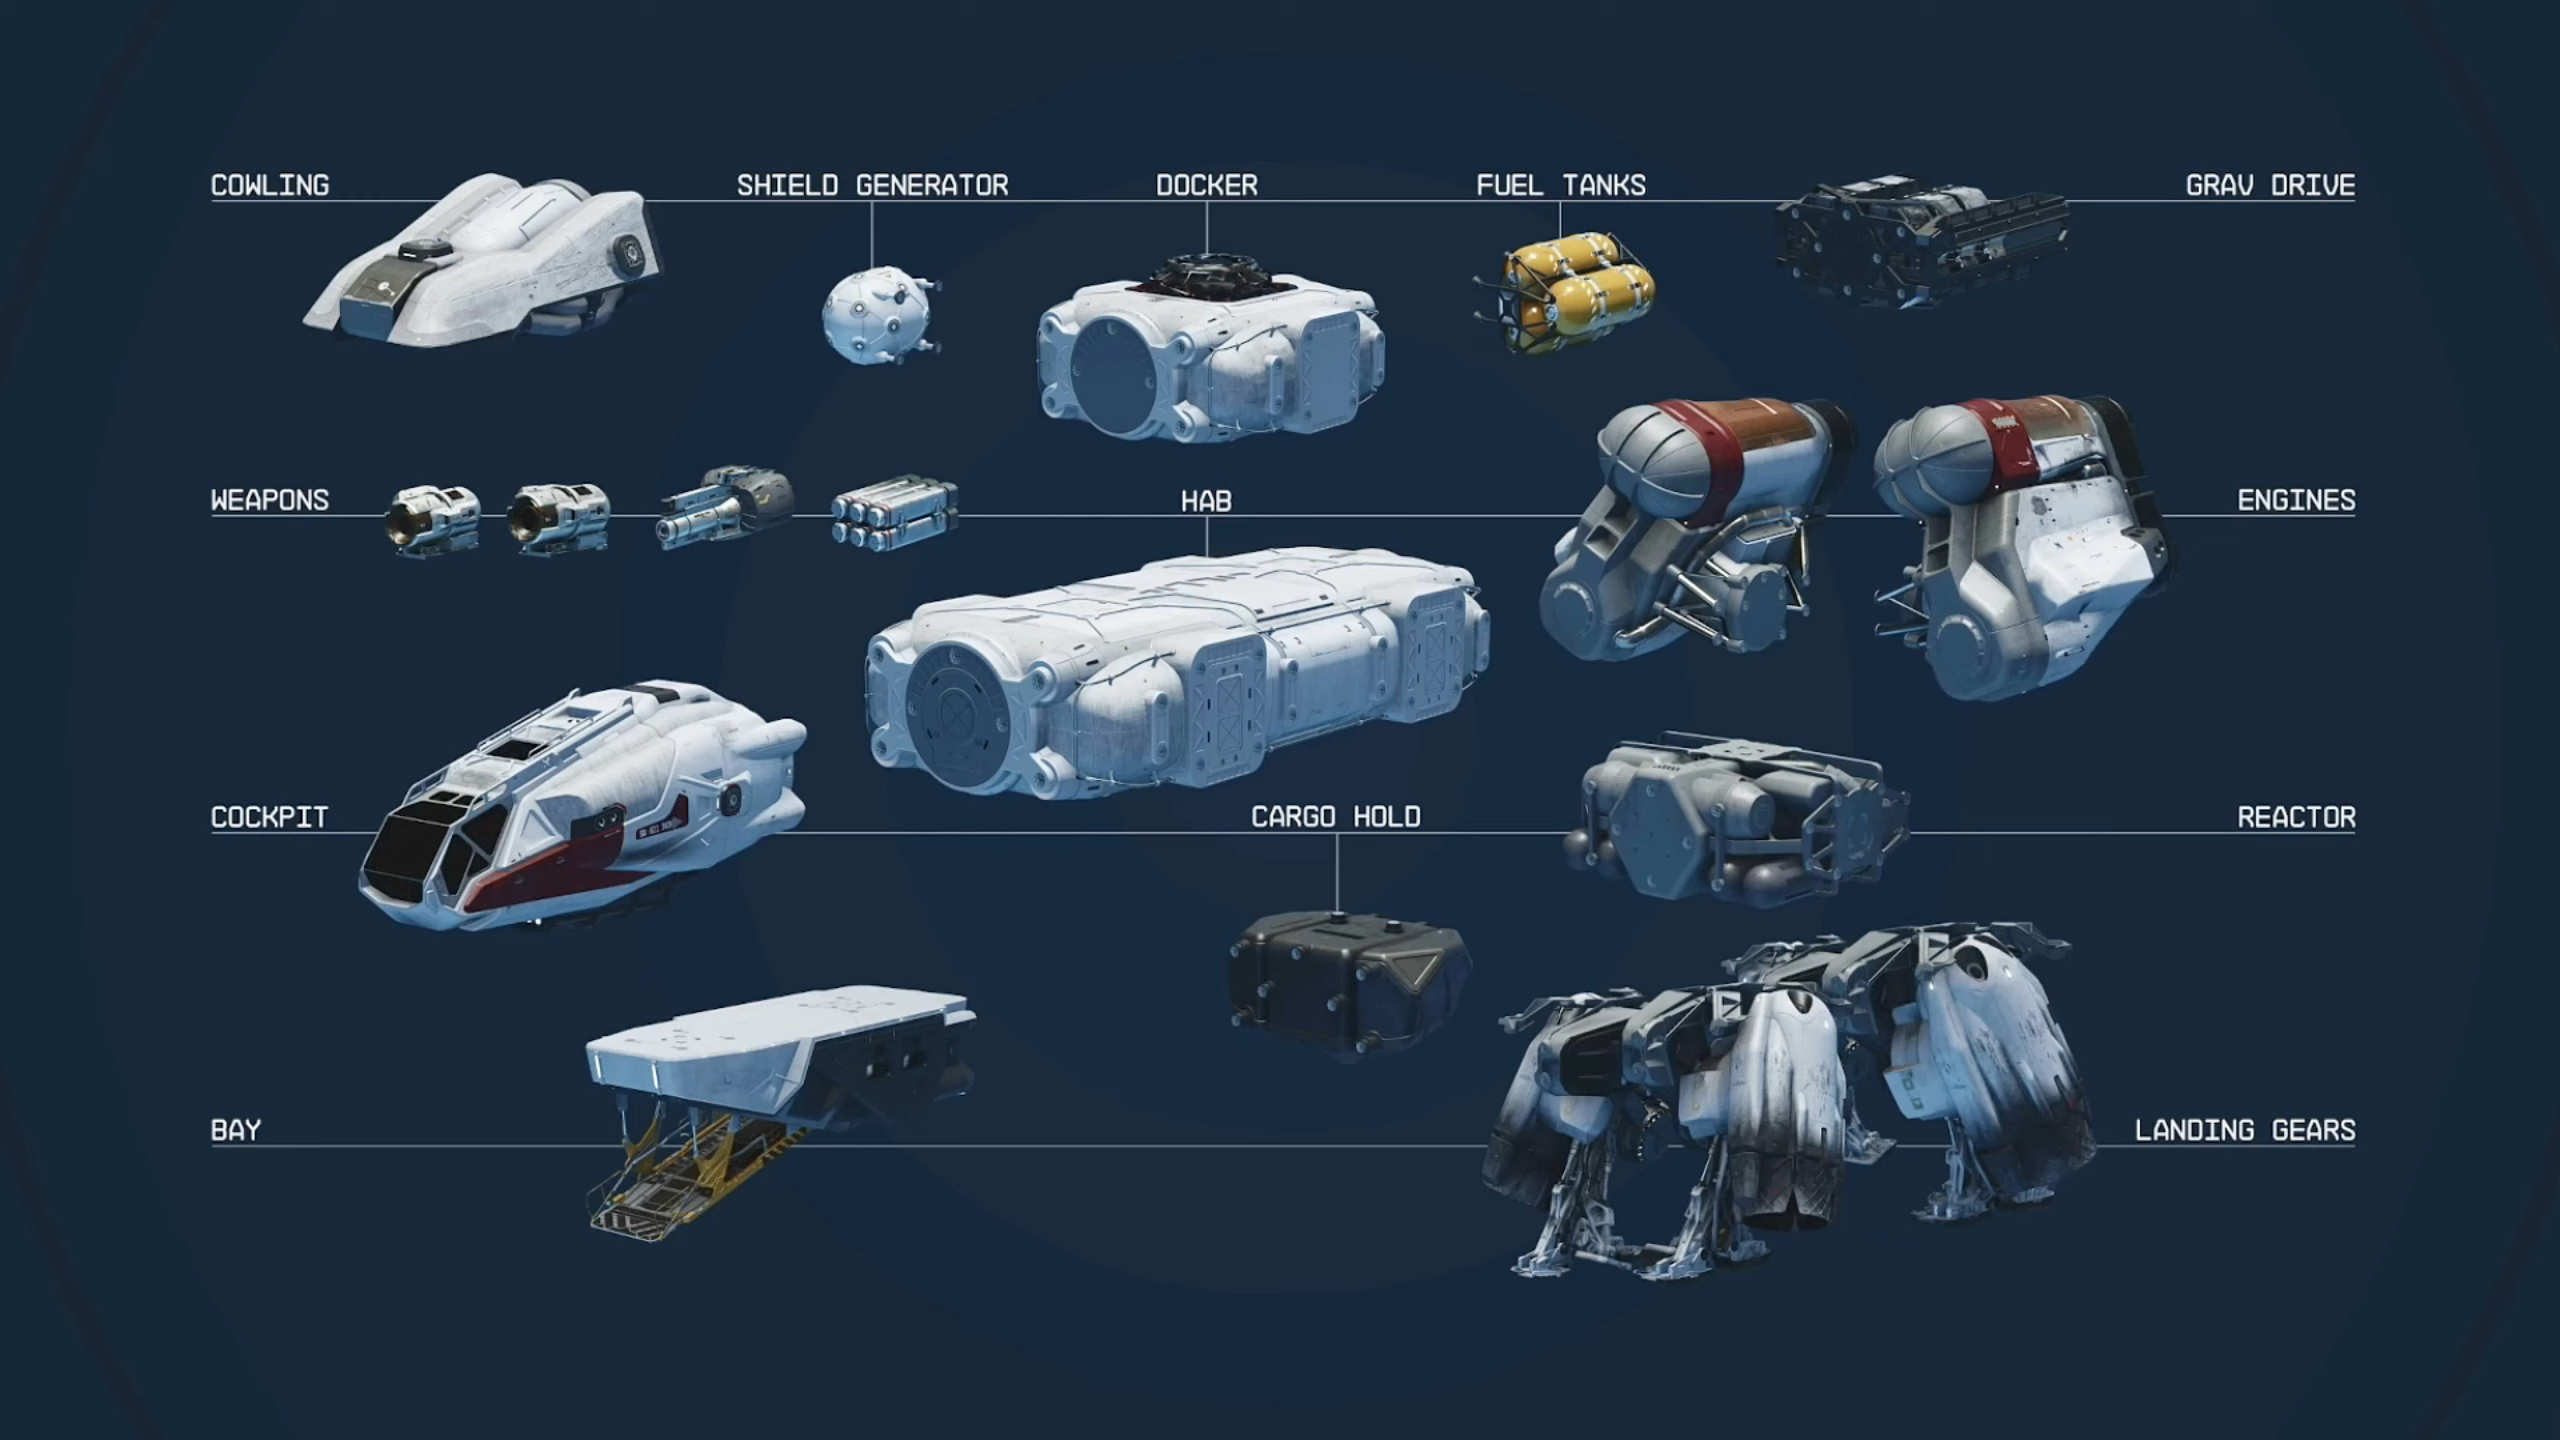 COWLING
SHIELD GENERATOR
DOCKER
FUEL TANKS
GRAV DRIVE
WEAPONS
HAB
ENGINES
COCKPIT
CARGO HOLD
REACTOR
BAY
LANDING GEARS